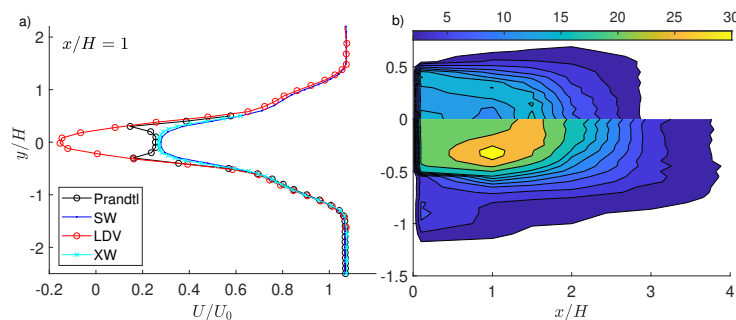 a)
x/H = 1
y/H
2
1
0
-1
-2
Prandtl
SW
LDV
XW
-0.2 0 0.2 0.4 0.6 0.8 1
U/U0
b)
5 10 15 20 25 30
0.5
0
-0.5
-1
-1.5
0 1 2 3 4
x/H